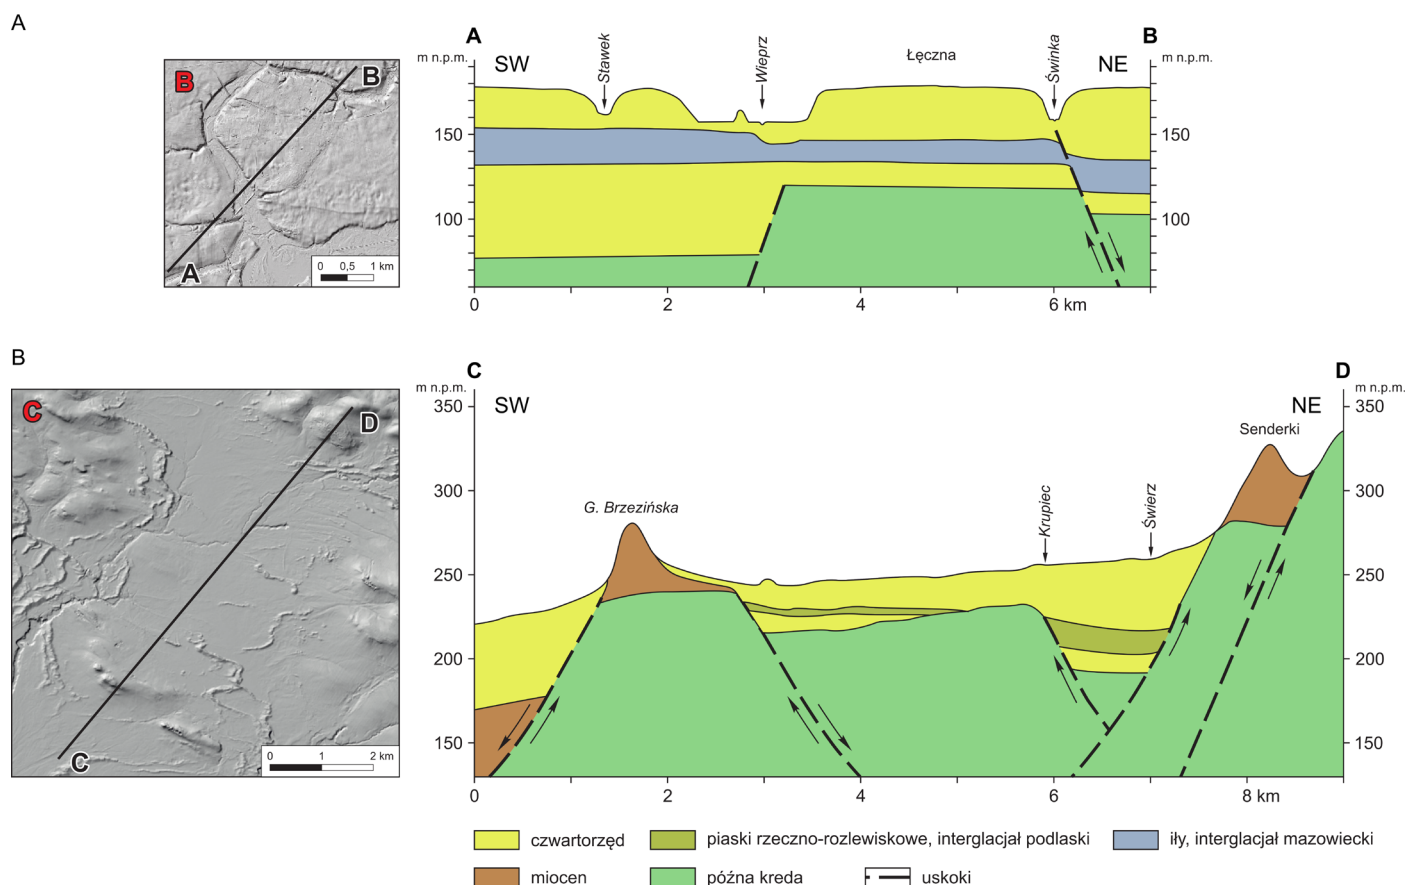 A
B
B
A
0 0,5 1 km
A
B
m n.p.m.
SW
Stawek
Wieprz
Łęczna
Świnka
NE
m n.p.m.
150
100
150
100
0 2 4 6 km
B
C
D
C
0 1 2 km
C
D
m n.p.m.
SW
NE
m n.p.m.
G. Brzezińska
Krupiec
Świerz
Senderki
350
300
250
200
150
350
300
250
200
150
0 2 4 6 8 km
czwartorzęd
piaski rzeczno-rozlewiskowe, interglacjał podlaski
iły, interglacjał mazowiecki
miocen
późna kreda
uskoki